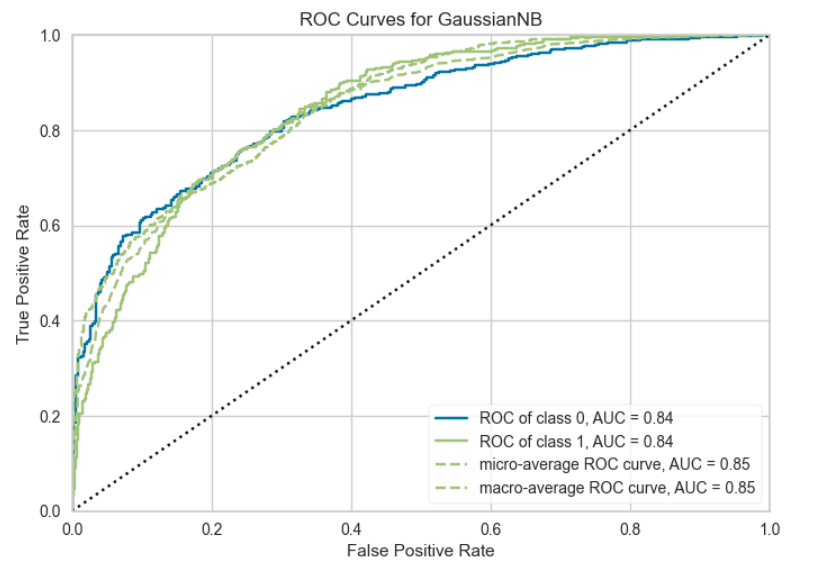 ROC Curves for GaussianNB
1.0
0.8
0.6
0.4
0.2
0.0
True Positive Rate
ROC of class 0, AUC = 0.84
ROC of class 1, AUC = 0.84
micro-average ROC curve, AUC = 0.85
macro-average ROC curve, AUC = 0.85
0.0 0.2 0.4 0.6 0.8 1.0
False Positive Rate